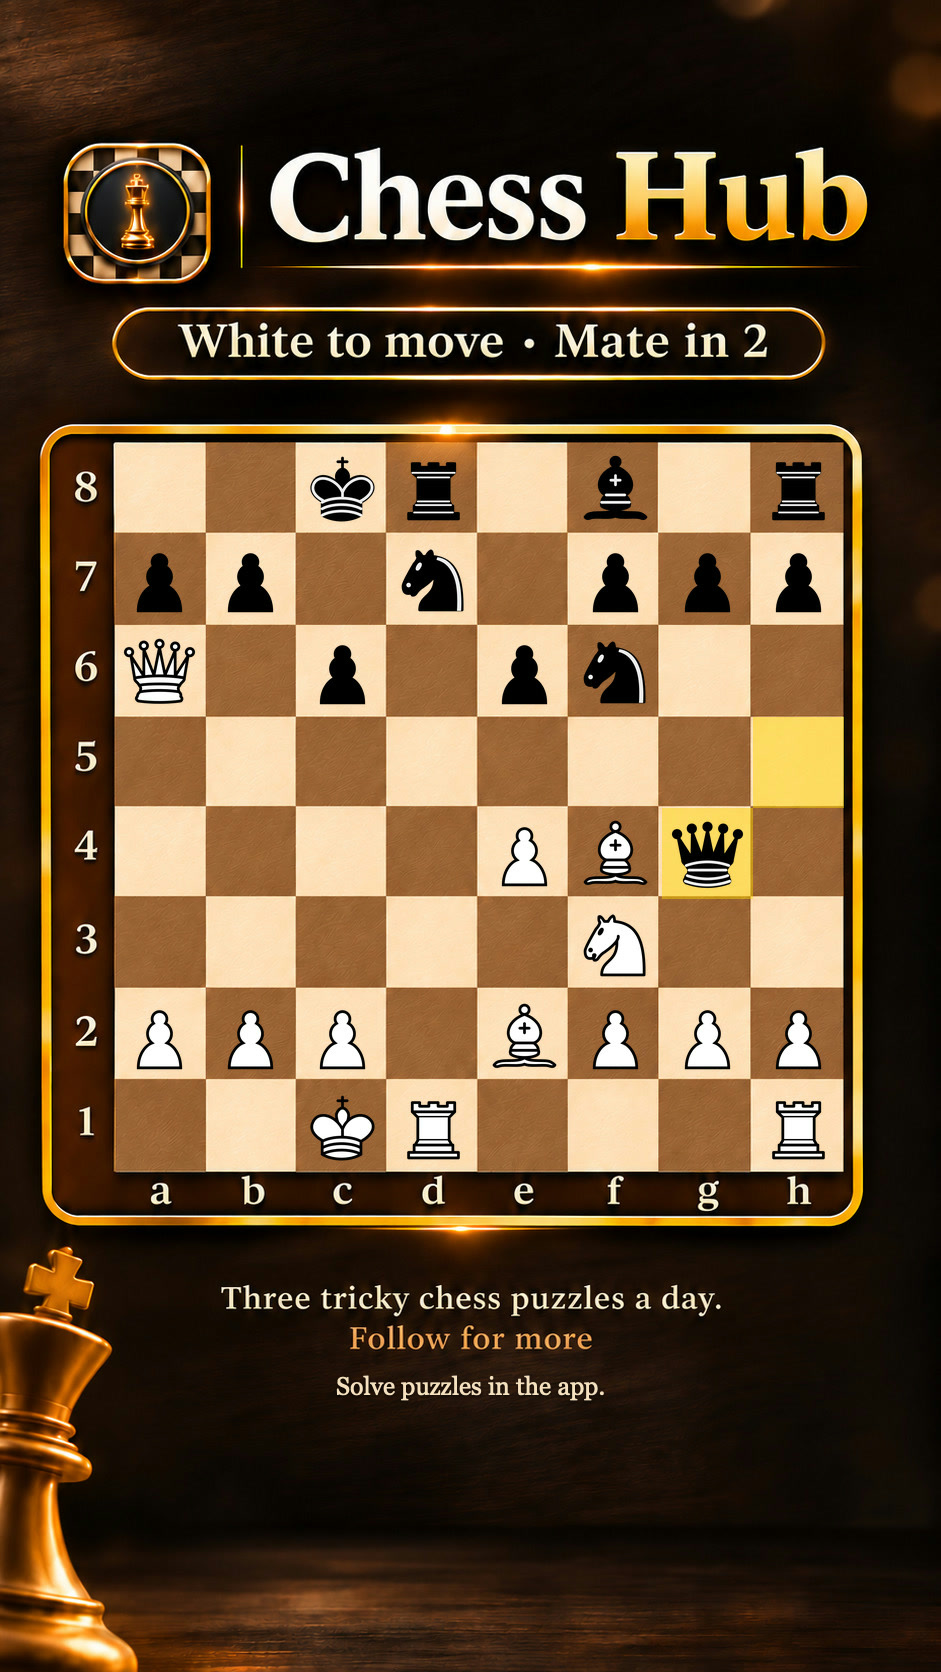 Chess Hub
White to move • Mate in 2
8
7
6
5
4
3
2
1
a b c d e f g h
Three tricky chess puzzles a day.
Follow for more
Solve puzzles in the app.